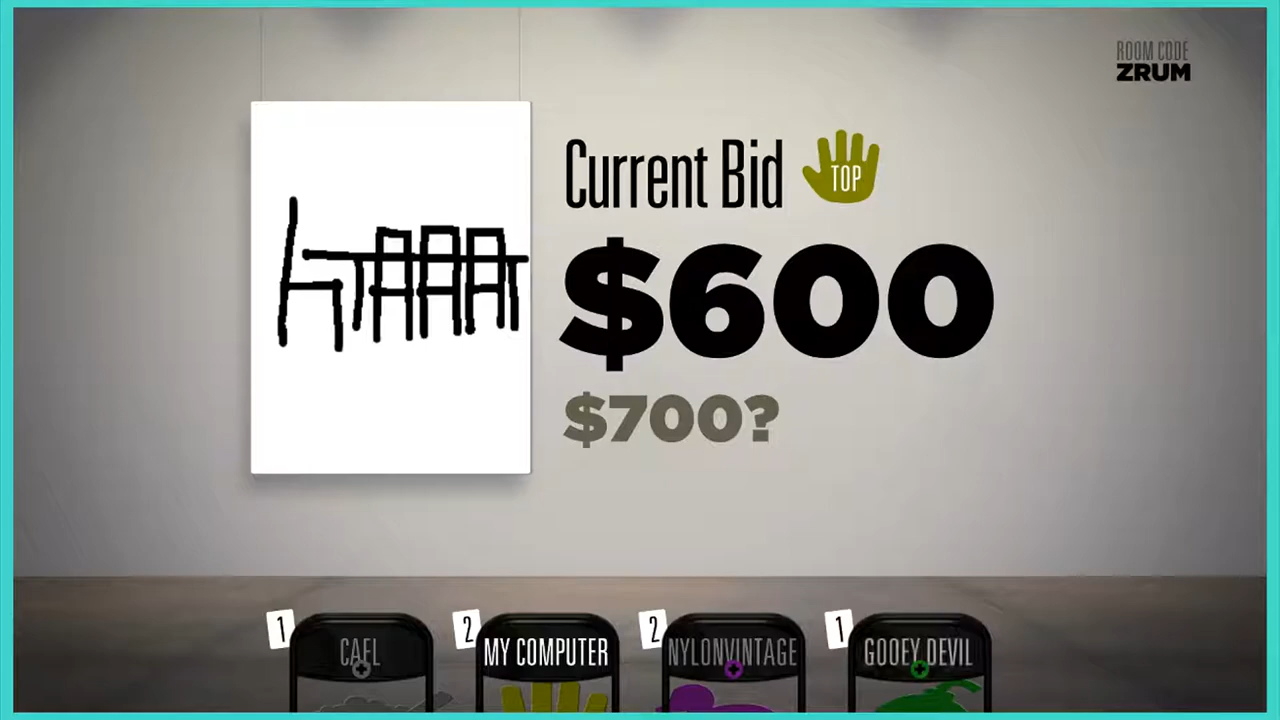 ROOM CODE
ZRUM
Current Bid
TOP
$600
$700?
1
CAEL
2
MY COMPUTER
2
NYLONVINTAGE
1
GOOEY DEVIL